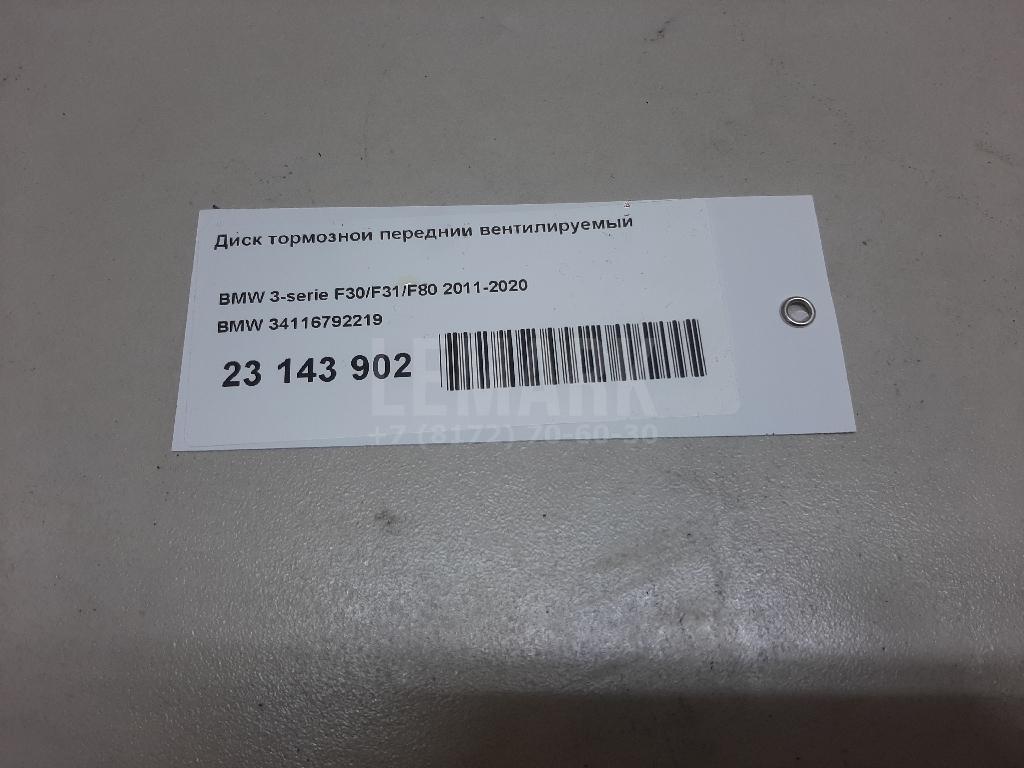 Диск тормозной передний вентилируемый
BMW 3-serie F30/F31/F80 2011-2020
BMW 34116792219
23 143 902
LEMARK
+7 (8172) 70-60-30